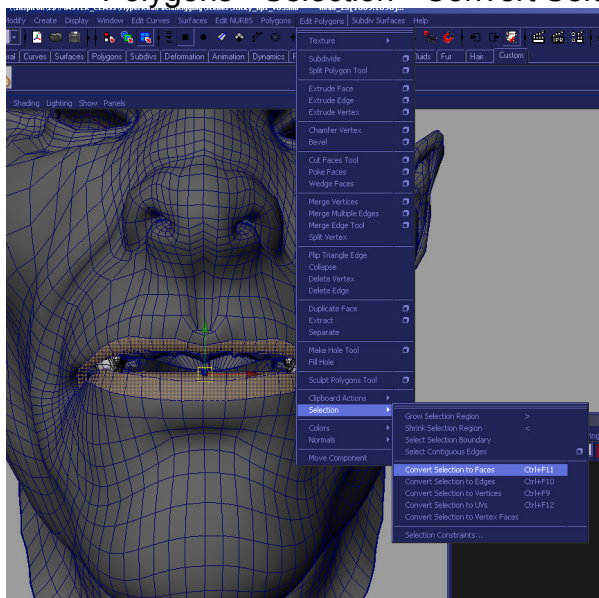 Polygons - Selection - Convert Sele
Modify Create Display Window Edit Curves Surfaces Edit NURBS Polygons Edit Polygons Subdiv Surfaces Help
ral Curves Surfaces Polygons Subdivs Deformation Animation Dynamics Fluids Fur Hair Custom
Shading Lighting Show Panels
Texture
Subdivide
Split Polygon Tool
Extrude Face
Extrude Edge
Extrude Vertex
Chamfer Vertex
Bevel
Cut Faces Tool
Poke Faces
Wedge Faces
Merge Vertices
Merge Multiple Edges
Merge Edge Tool
Split Vertex
Flip Triangle Edge
Collapse
Delete Vertex
Delete Edge
Duplicate Face
Extract
Separate
Make Hole Tool
Fill Hole
Sculpt Polygons Tool
Clipboard Actions
Selection
Colors
Normals
Move Component
Grow Selection Region >
Shrink Selection Region <
Select Selection Boundary
Select Contiguous Edges
Convert Selection to Faces Ctrl+F11
Convert Selection to Edges Ctrl+F10
Convert Selection to Vertices Ctrl+F9
Convert Selection to UVs Ctrl+F12
Convert Selection to Vertex Faces
Selection Constraints...